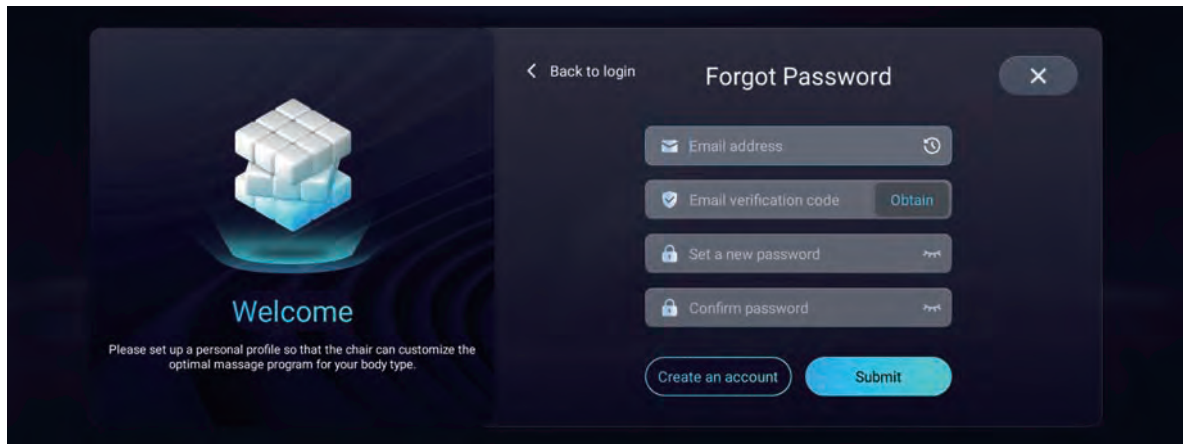 Back to login
Forgot Password
Email address
Email verification code
Obtain
Set a new password
Confirm password
Create an account
Submit
Welcome
Please set up a personal profile so that the chair can customize the
optimal massage program for your body type.